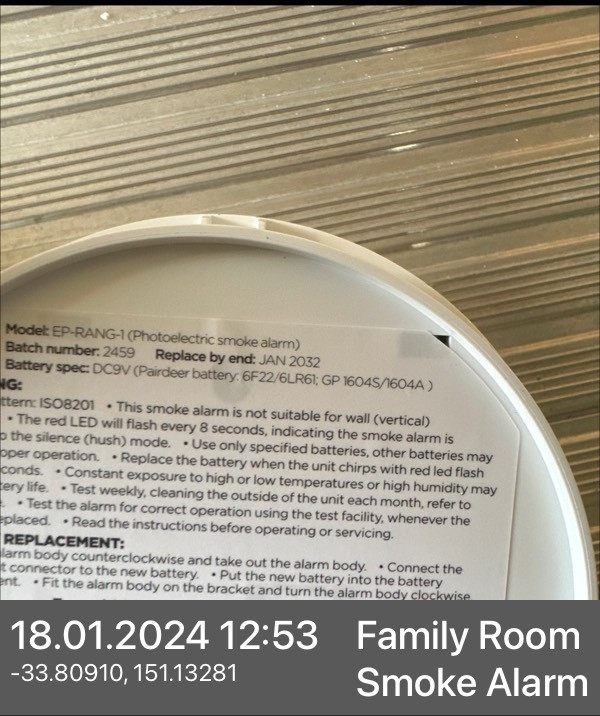 Model: EP-RANG-1 (Photoelectric smoke alarm)
Batch number: 2459 Replace by end: JAN 2032
Battery spec: DC9V (Pairdeer battery: 6F22/6LR61; GP 1604S/1604A )
NG:
ttern: ISO8201 • This smoke alarm is not suitable for wall (vertical)
• The red LED will flash every 8 seconds, indicating the smoke alarm is
o the silence (hush) mode. • Use only specified batteries, other batteries may
oper operation. • Replace the battery when the unit chirps with red led flash
conds. • Constant exposure to high or low temperatures or high humidity may
tery life. • Test weekly, cleaning the outside of the unit each month, refer to
• Test the alarm for correct operation using the test facility, whenever the
eplaced. • Read the instructions before operating or servicing.
REPLACEMENT:
larm body counterclockwise and take out the alarm body. • Connect the
t connector to the new battery. • Put the new battery into the battery
ent. • Fit the alarm body on the bracket and turn the alarm body clockwise
18.01.2024 12:53
-33.80910, 151.13281
Family Room
Smoke Alarm